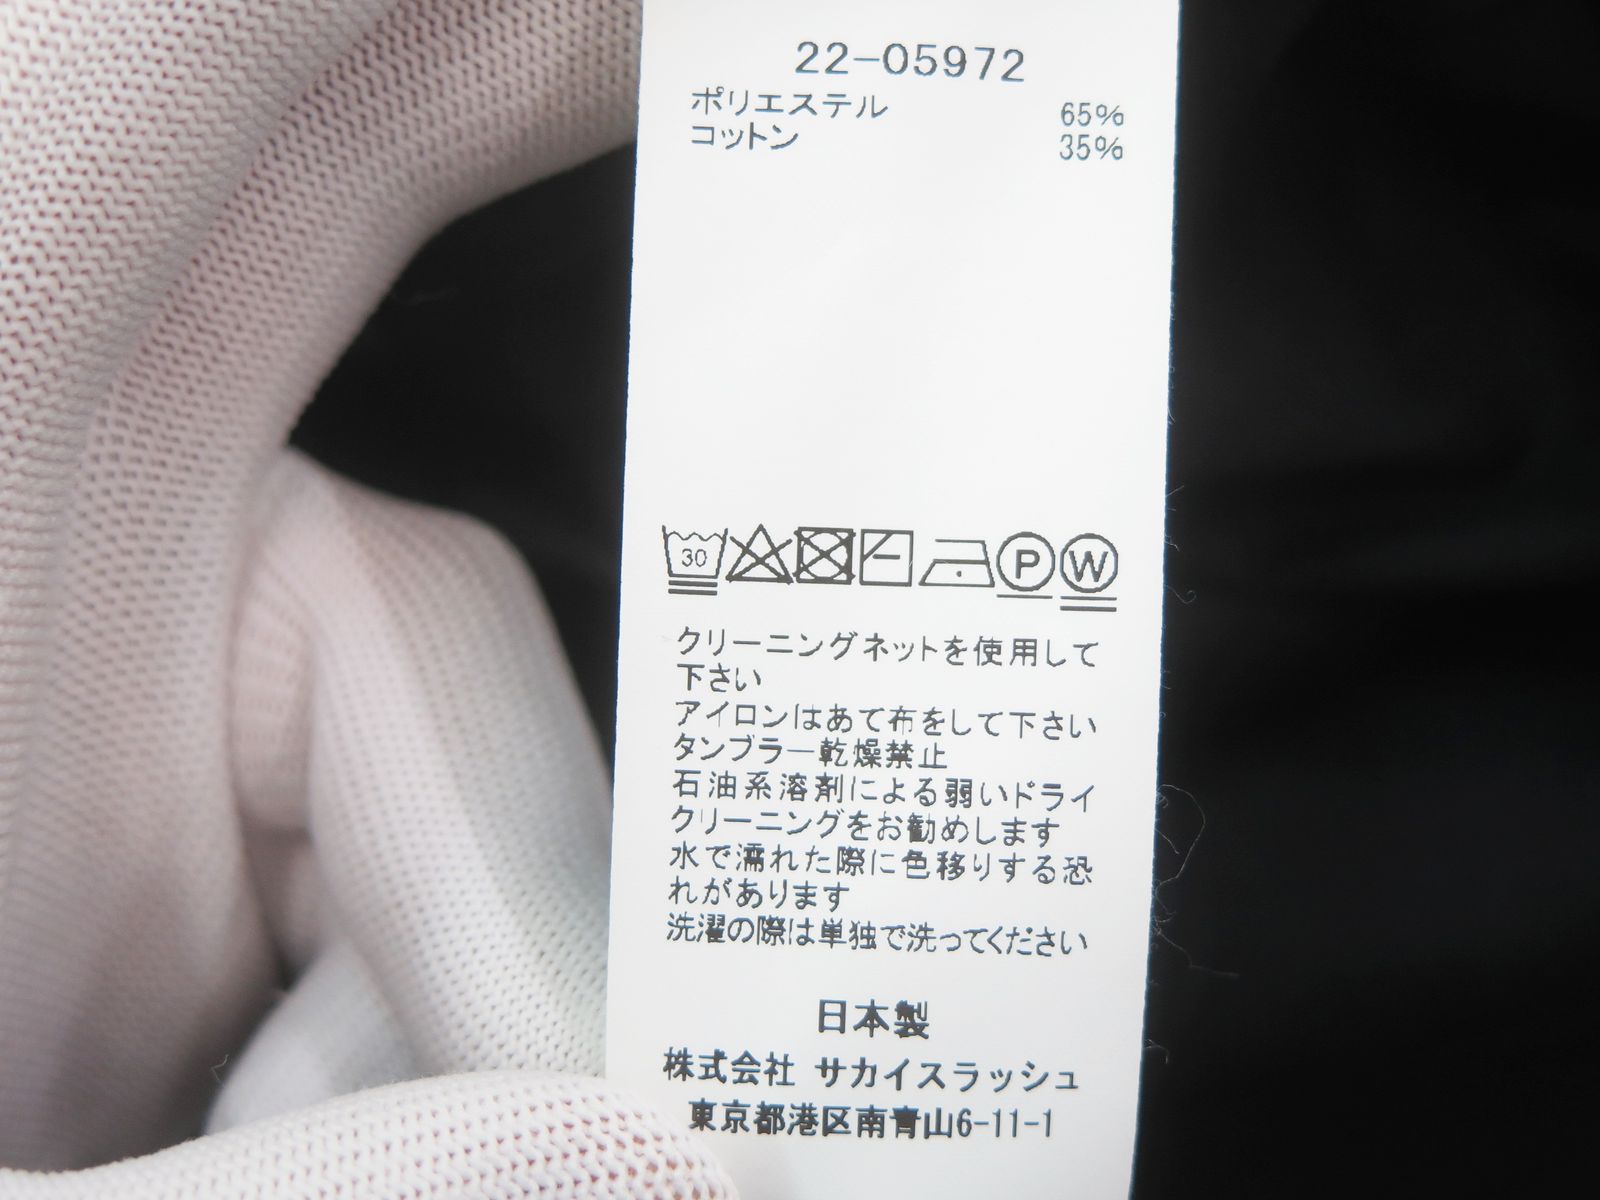 22-05972
ポリエステル 65%
コットン 35%
30 P W
クリーニングネットを使用して
下さい
アイロンはあて布をして下さい
タンブラー乾燥禁止
石油系溶剤による弱いドライ
クリーニングをお勧めします
水で濡れた際に色移りする恐
れがあります
洗濯の際は単独で洗ってください
日本製
株式会社 サカイスラッシュ
東京都港区南青山6-11-1